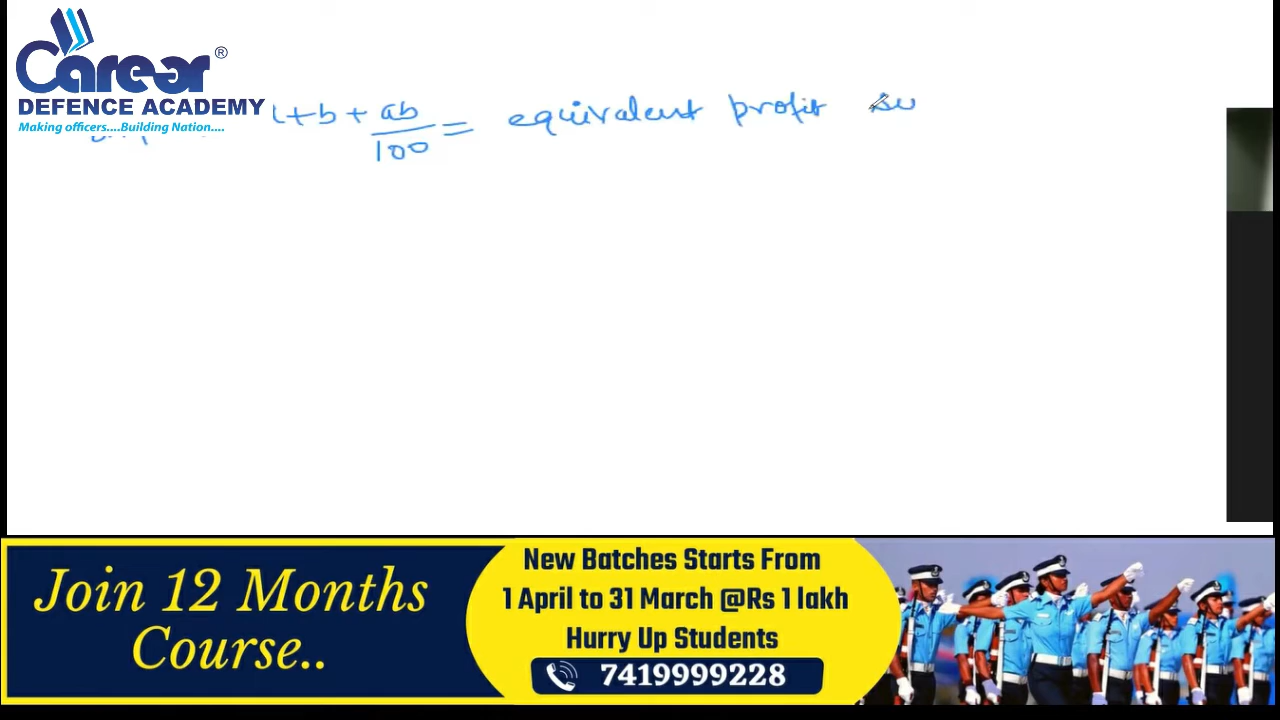 Carear ®
DEFENCE ACADEMY
Making officers....Building Nation....
+ b + ab/100 = equivalent profit
Join 12 Months
Course..
New Batches Starts From
1 April to 31 March @Rs 1 lakh
Hurry Up Students
7419999228